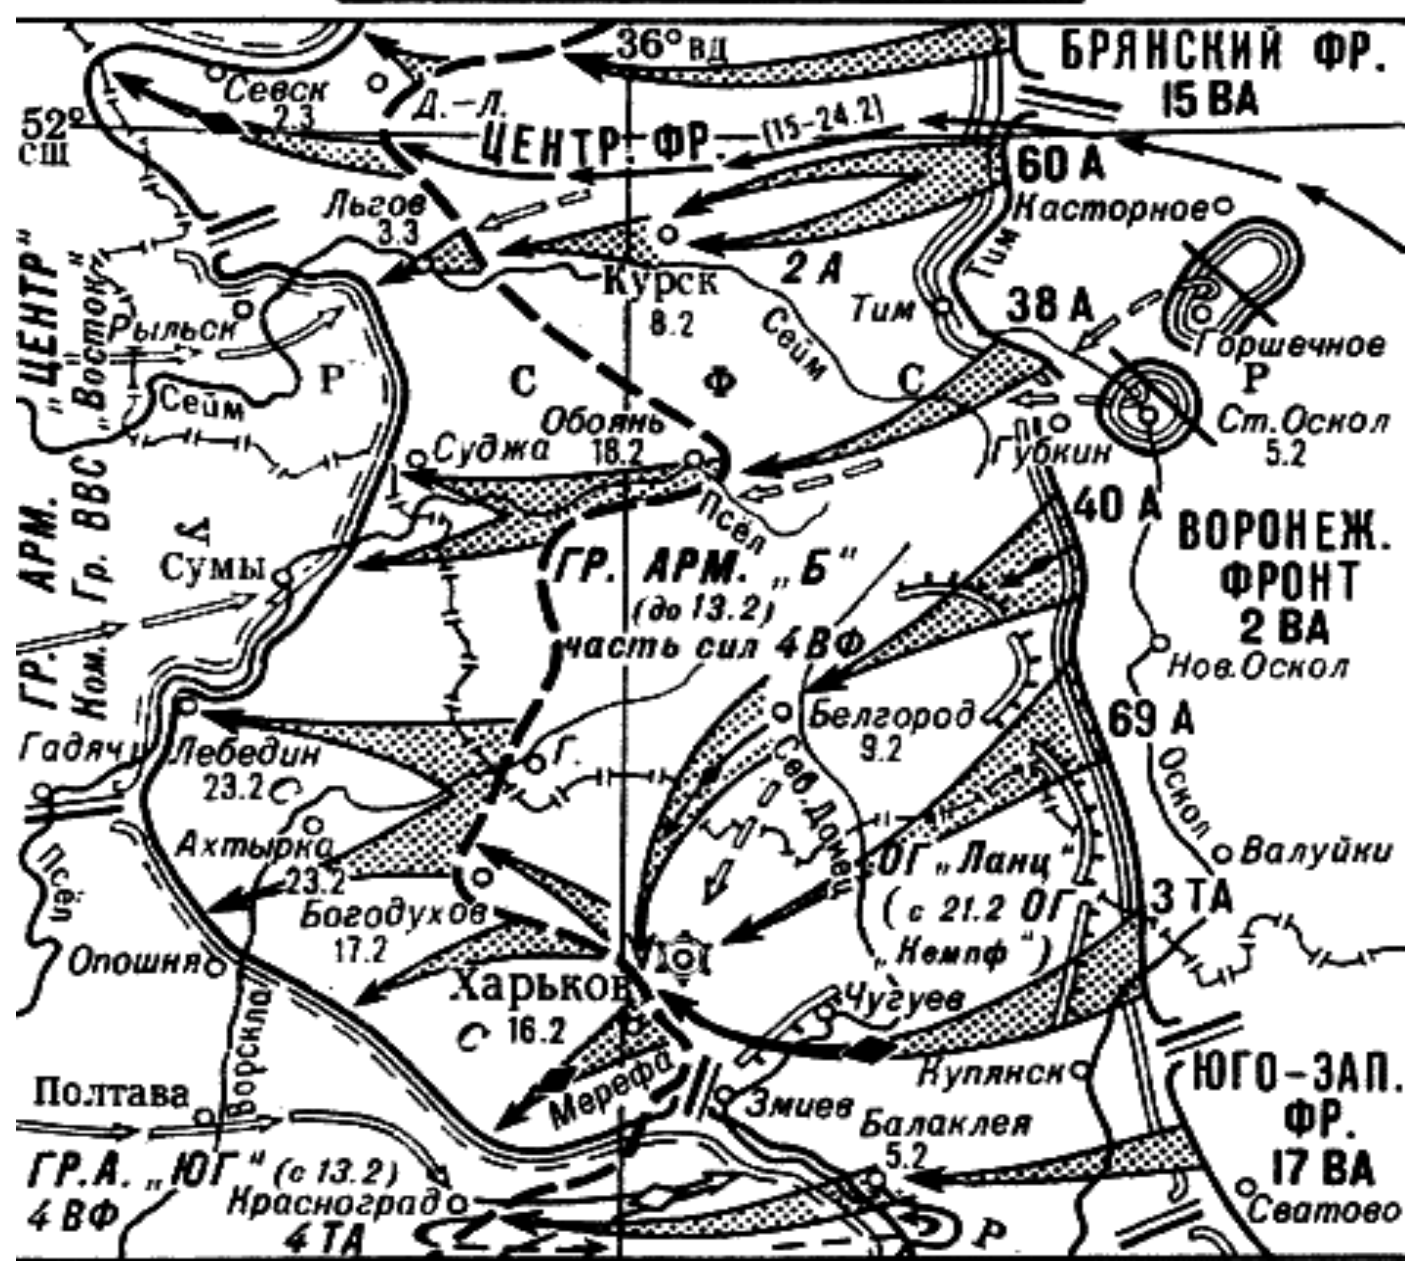 БРЯНСКИЙ ФР.
15 ВА
36° вд
Севск
2.3
Д.-Л.
52°
сш
ЦЕНТР. ФР.
(15-24.2)
60 А
Касторное
Льгов
3.3
Тим
2 А
Курск
8.2
Сейм
Тим
38 А
Горшечное
Рыльск
Сейм
Р
С
Ф
С
Р
Ст. Оскол
5.2
Губкин
Обоянь
18.2
Суджа
Псёл
40 А
ВОРОНЕЖ.
ФРОНТ
2 ВА
Сумы
У
ГР. АРМ. „Б“
(до 13.2)
часть сил 4 ВФ
Нов.Оскол
ГР. АРМ. „ЦЕНТР“
Ком. Гр. ВВС „Восток“
Белгород
9.2
69 А
Оскол
Гадяч
Лебедин
23.2
С
Г.
Сев. Донец
Ахтырка
23.2
ОГ „Ланц“
(с 21.2 ОГ
„Кемпф“)
Валуйки
3 ТА
Псёл
Богодухов
17.2
Опошня
Харьков
16.2
С
Чугуев
Ворскла
Купянск
ЮГО-ЗАП.
ФР.
17 ВА
Полтава
Мерефа
Змиев
Балаклея
5.2
ГР.А. „ЮГ“ (с 13.2)
4 ВФ
Красноград
4 ТА
Сватово
Р